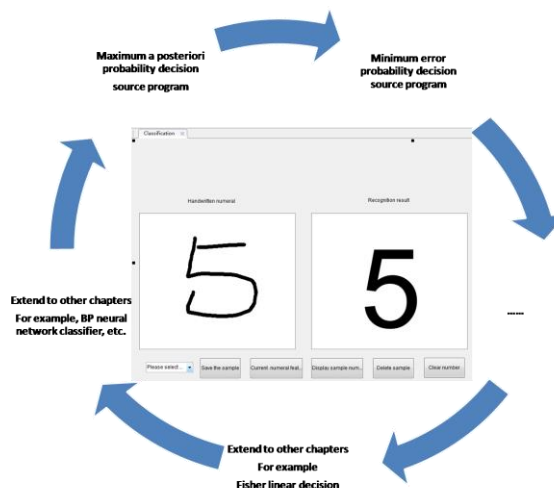 Maximum a posteriori
probability decision
source program
Minimum error
probability decision
source program
Classification
Handwritten numeral
Recognition result
5
5
Extend to other chapters
For example, BP neural
network classifier, etc.
......
Please select...
Save the sample
Current numeral feat...
Display sample num...
Delete sample
Clear number
Extend to other chapters
For example
Fisher linear decision